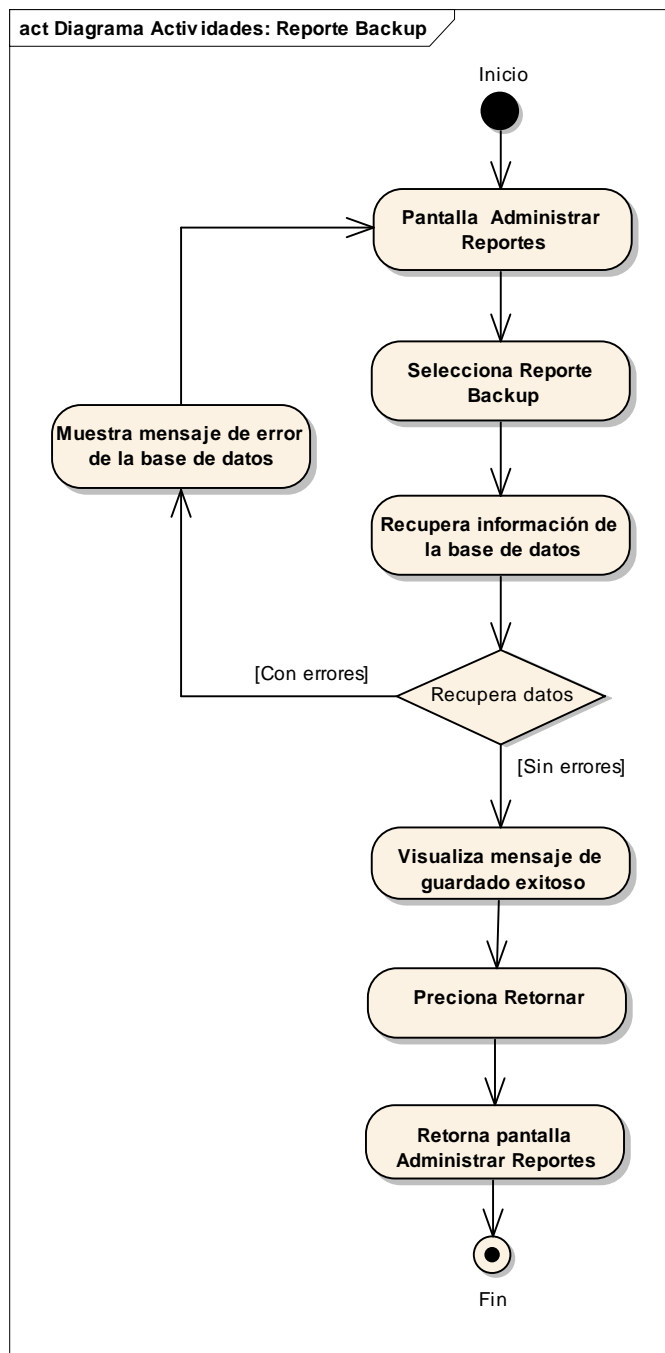 act Diagrama Actividades: Reporte Backup
Inicio
Pantalla Administrar
Reportes
Selecciona Reporte
Backup
Muestra mensaje de error
de la base de datos
Recupera información de
la base de datos
[Con errores]
Recupera datos
[Sin errores]
Visualiza mensaje de
guardado exitoso
Preciona Retornar
Retorna pantalla
Administrar Reportes
Fin